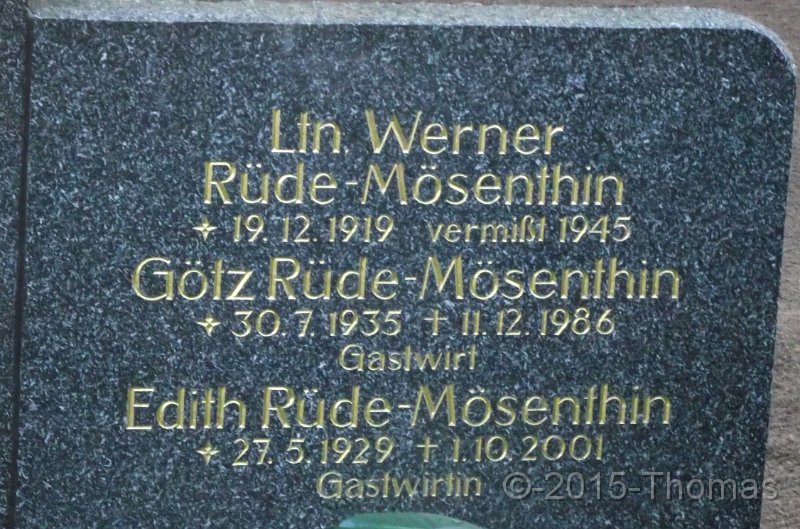 Ltn. Werner
Rüde-Mösenthin
✦ 19.12.1919 vermißt 1945
Götz Rüde-Mösenthin
✦ 30.7.1935 † 11.12.1986
Gastwirt
Edith Rüde-Mösenthin
✦ 27.5.1929 † 1.10.2001
Gastwirtin
©-2015-Thomas